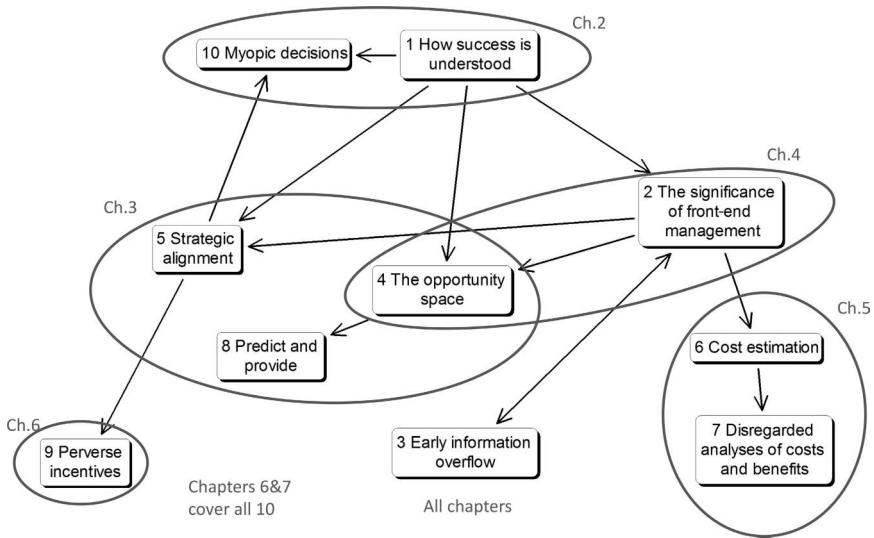 Ch.2
10 Myopic decisions
1 How success is
understood
Ch.4
2 The significance
of front-end
management
Ch.3
5 Strategic
alignment
4 The opportunity
space
8 Predict and
provide
Ch.5
6 Cost estimation
7 Disregarded
analyses of costs
and benefits
Ch.6
9 Perverse
incentives
3 Early information
overflow
Chapters 6&7
cover all 10
All chapters